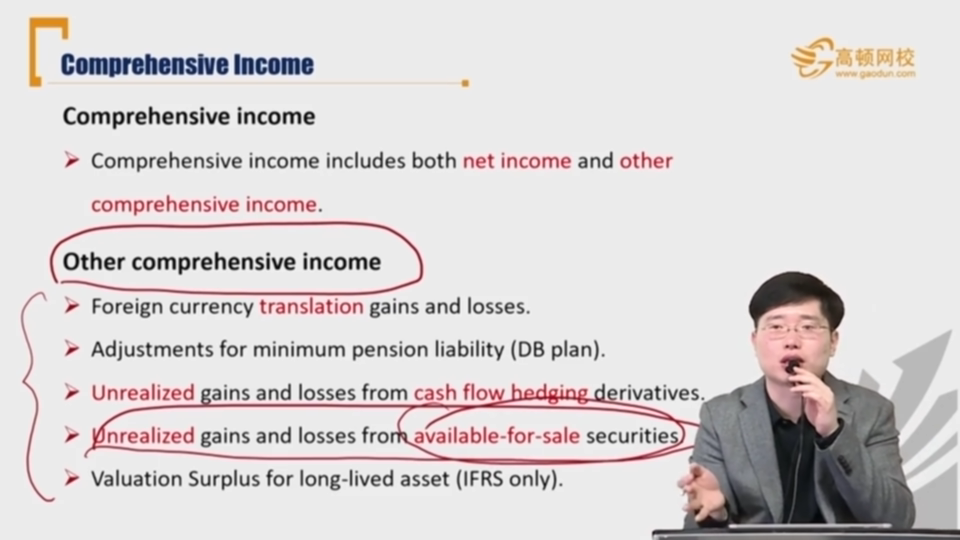 Comprehensive Income
高顿网校
www.gaodun.com
Comprehensive income
Comprehensive income includes both net income and other
comprehensive income.
Other comprehensive income
Foreign currency translation gains and losses.
Adjustments for minimum pension liability (DB plan).
Unrealized gains and losses from cash flow hedging derivatives.
Unrealized gains and losses from available-for-sale securities
Valuation Surplus for long-lived asset (IFRS only).